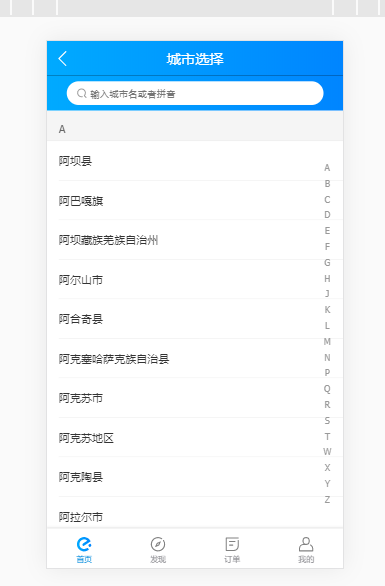 城市选择
输入城市名或者拼音
A
阿坝县
阿巴嘎旗
阿坝藏族羌族自治州
阿尔山市
阿合奇县
阿克塞哈萨克族自治县
阿克苏市
阿克苏地区
阿克陶县
阿拉尔市
A
B
C
D
E
F
G
H
J
K
L
M
N
P
Q
R
S
T
W
X
Y
Z
首页 发现 订单 我的